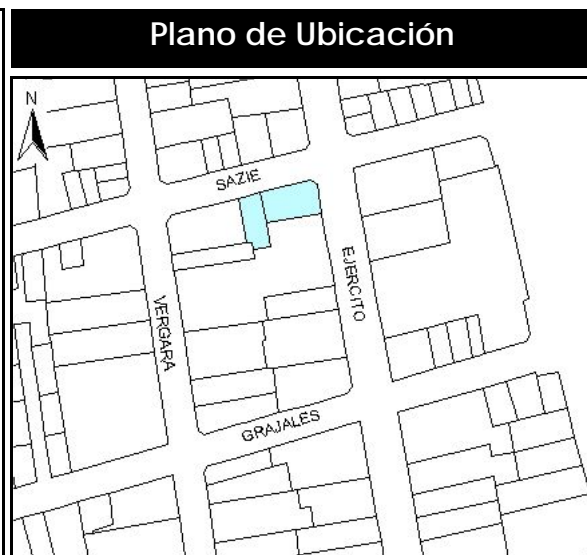 Plano de Ubicación
N
SAZIE
EJERCITO
VERGARA
GRAJALES